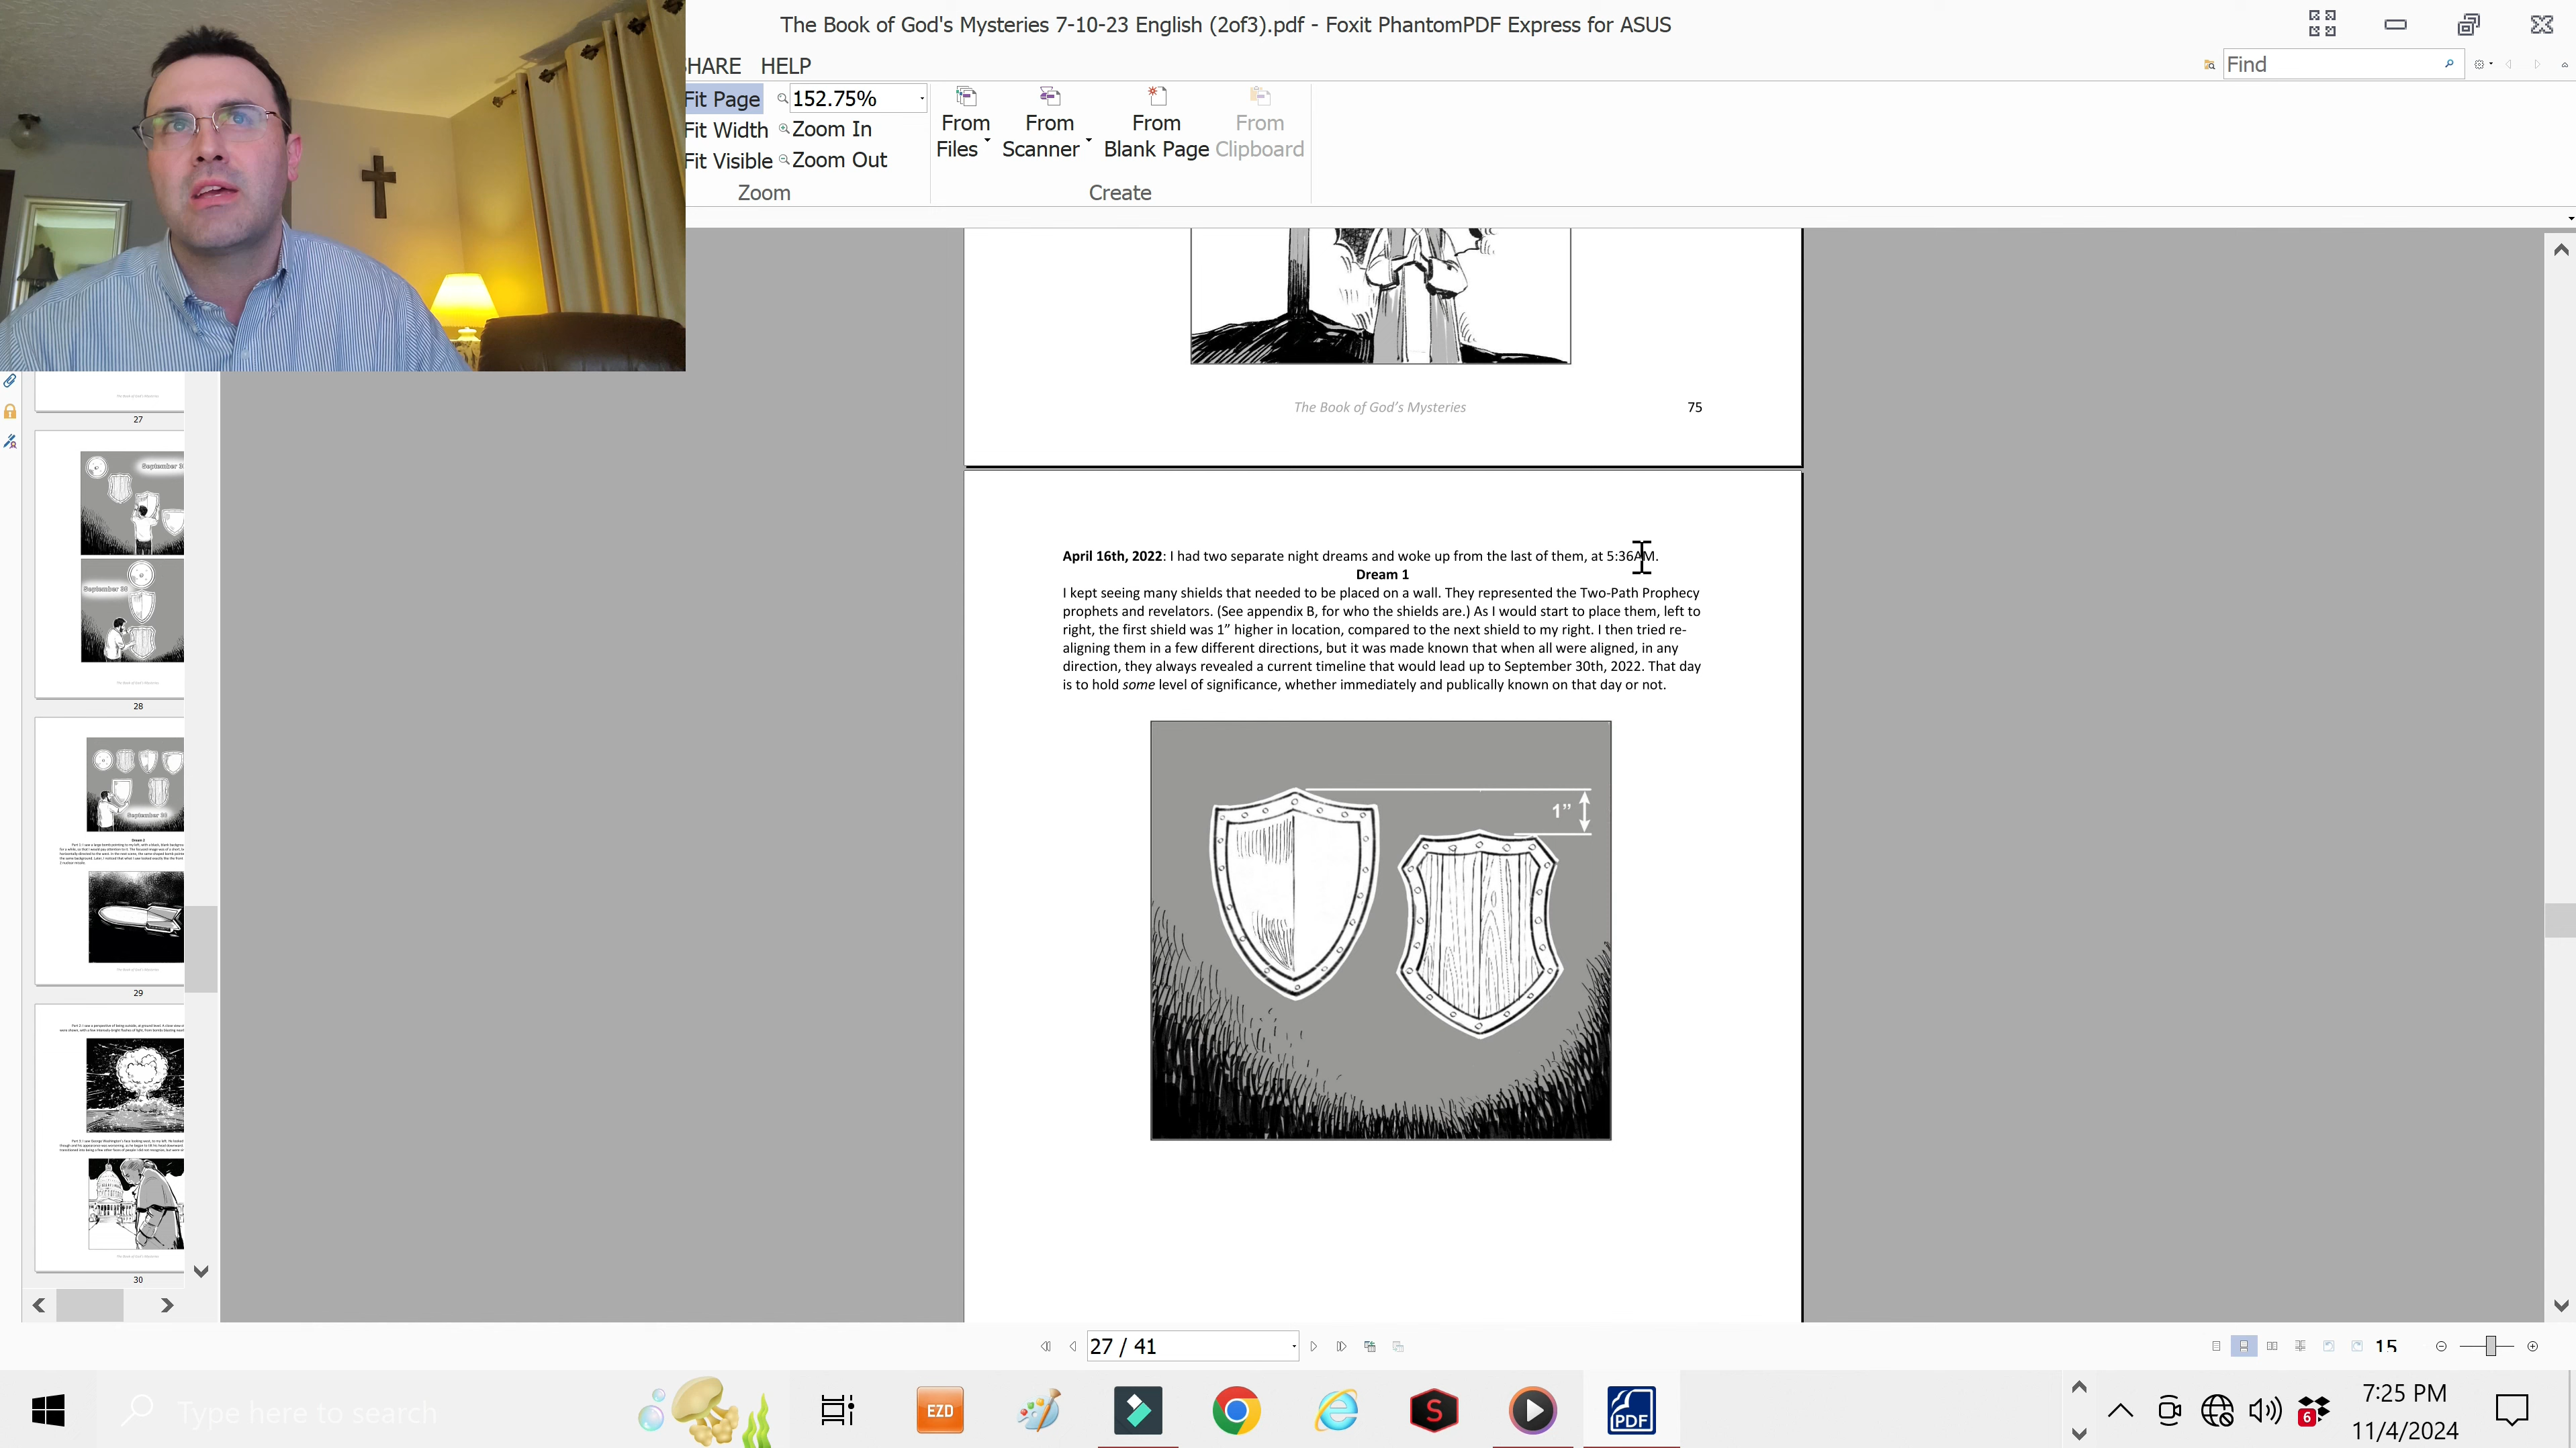 The Book of God's Mysteries 7-10-23 English (2of3).pdf - Foxit PhantomPDF Express for ASUS
HARE HELP
Find
Fit Page
152.75%
Fit Width
Zoom In
Fit Visible
Zoom Out
Zoom
From Files
From Scanner
From Blank Page
From Clipboard
Create
The Book of God's Mysteries 75
April 16th, 2022: I had two separate night dreams and woke up from the last of them, at 5:36AM.
Dream 1
I kept seeing many shields that needed to be placed on a wall. They represented the Two-Path Prophecy
prophets and revelators. (See appendix B, for who the shields are.) As I would start to place them, left to
right, the first shield was 1” higher in location, compared to the next shield to my right. I then tried re-
aligning them in a few different directions, but it was made known that when all were aligned, in any
direction, they always revealed a current timeline that would lead up to September 30th, 2022. That day
is to hold some level of significance, whether immediately and publically known on that day or not.
1”
27
September 3
September 30
28
September 30
Dream 2
29
30
27 / 41
15
Type here to search
EZD
S
PDF
6
7:25 PM
11/4/2024